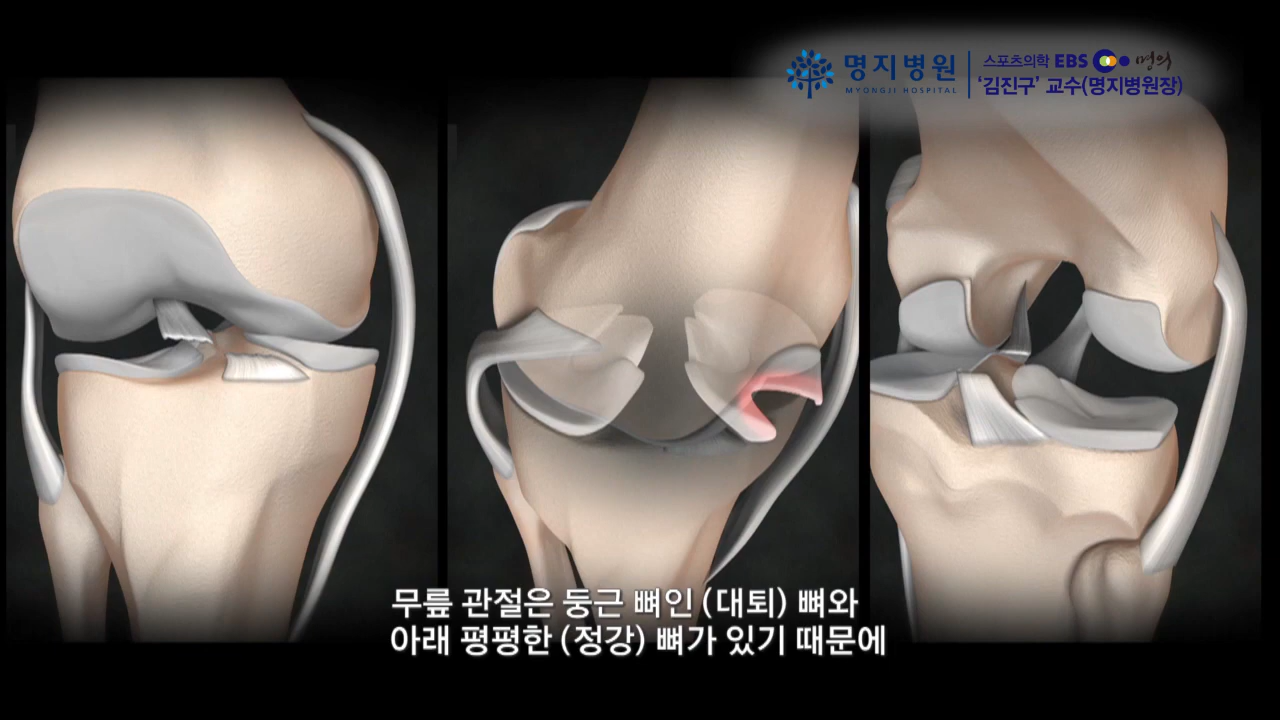 명지병원
MYONGJI HOSPITAL
스포츠의학 EBS 명의
'김진구' 교수(명지병원장)
무릎 관절은 둥근 뼈인 (대퇴) 뼈와
아래 평평한 (정강) 뼈가 있기 때문에